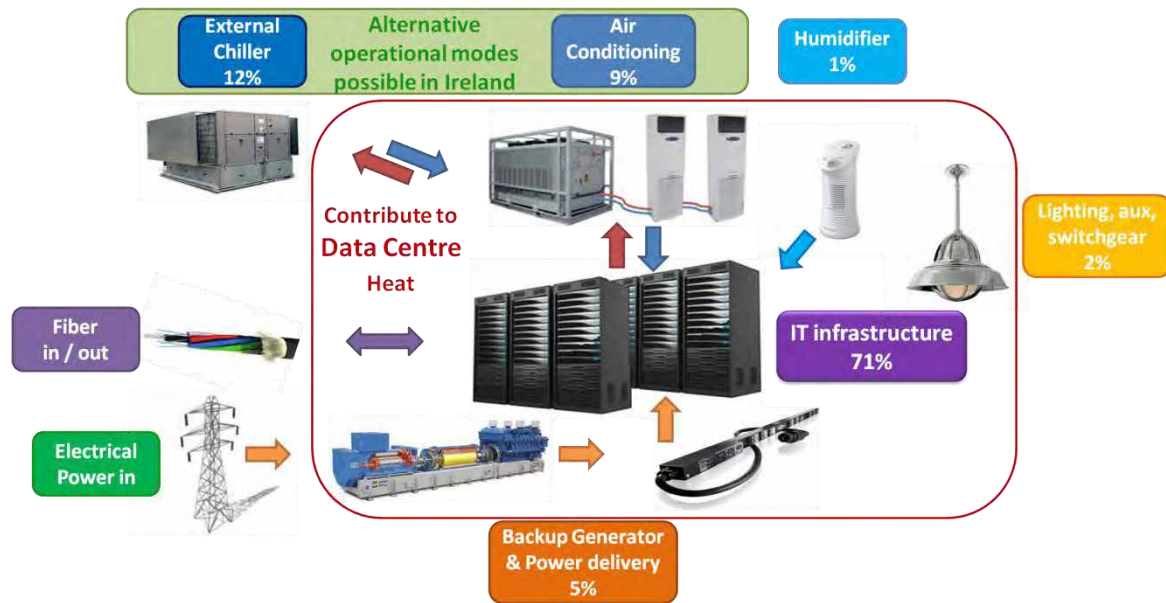 External
Chiller
12%
Alternative
operational modes
possible in Ireland
Air
Conditioning
9%
Humidifier
1%
Contribute to
Data Centre
Heat
Lighting, aux,
switchgear
2%
Fiber
in / out
IT infrastructure
71%
Electrical
Power in
Backup Generator
& Power delivery
5%